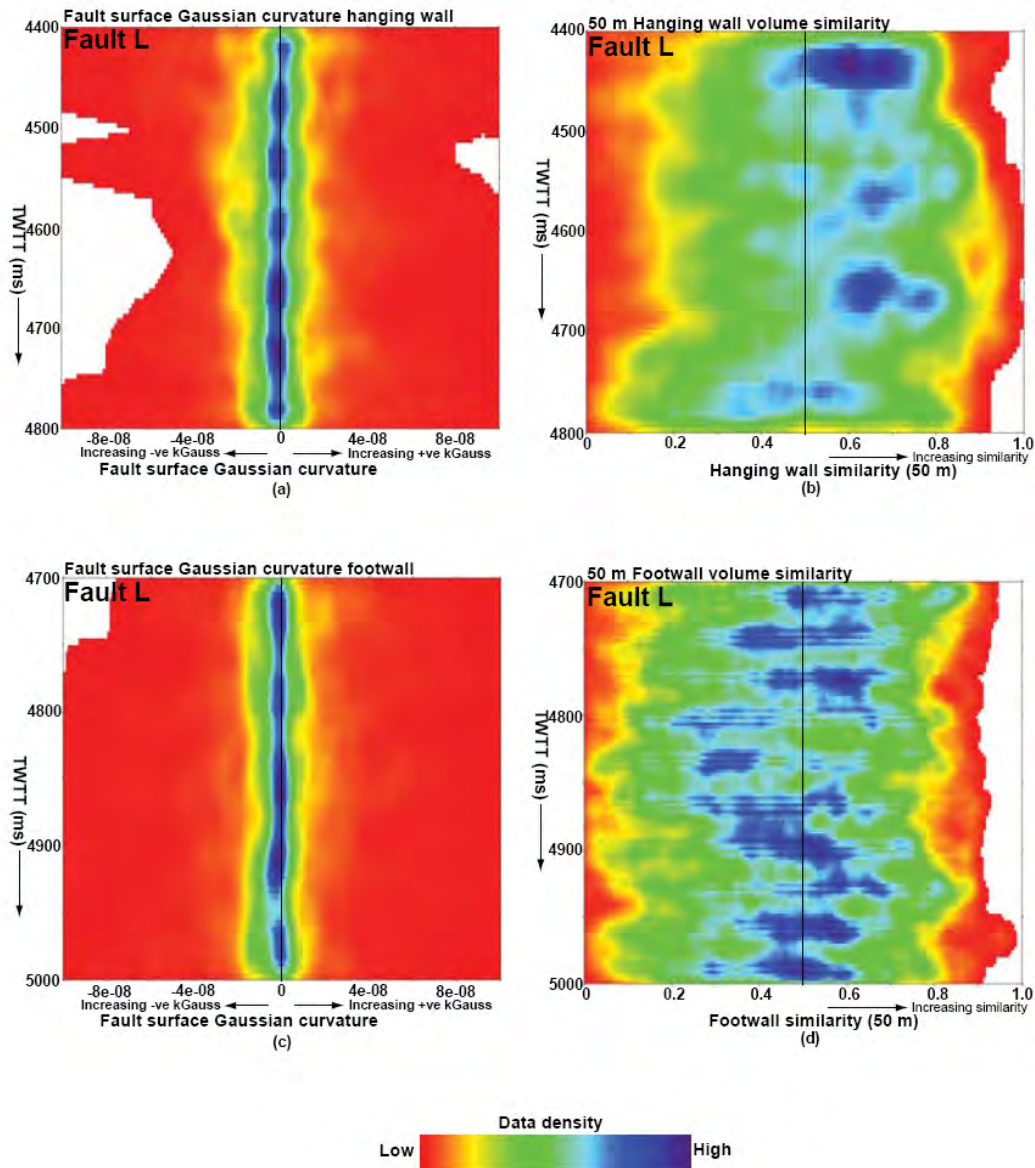 Fault surface Gaussian curvature hanging wall
Fault L
4400
4500
4600
4700
4800
TWTT (ms)
-8e-08
-4e-08
0
4e-08
8e-08
Increasing -ve kGauss
Increasing +ve kGauss
Fault surface Gaussian curvature
(a)
50 m Hanging wall volume similarity
Fault L
4400
4500
4600
4700
4800
TWTT (ms)
0
0.2
0.4
0.6
0.8
1.0
Increasing similarity
Hanging wall similarity (50 m)
(b)
Fault surface Gaussian curvature footwall
Fault L
4700
4800
4900
5000
TWTT (ms)
-8e-08
-4e-08
0
4e-08
8e-08
Increasing -ve kGauss
Increasing +ve kGauss
Fault surface Gaussian curvature
(c)
50 m Footwall volume similarity
Fault L
4700
4800
4900
5000
TWTT (ms)
0
0.2
0.4
0.6
0.8
1.0
Increasing similarity
Footwall similarity (50 m)
(d)
Data density
Low
High